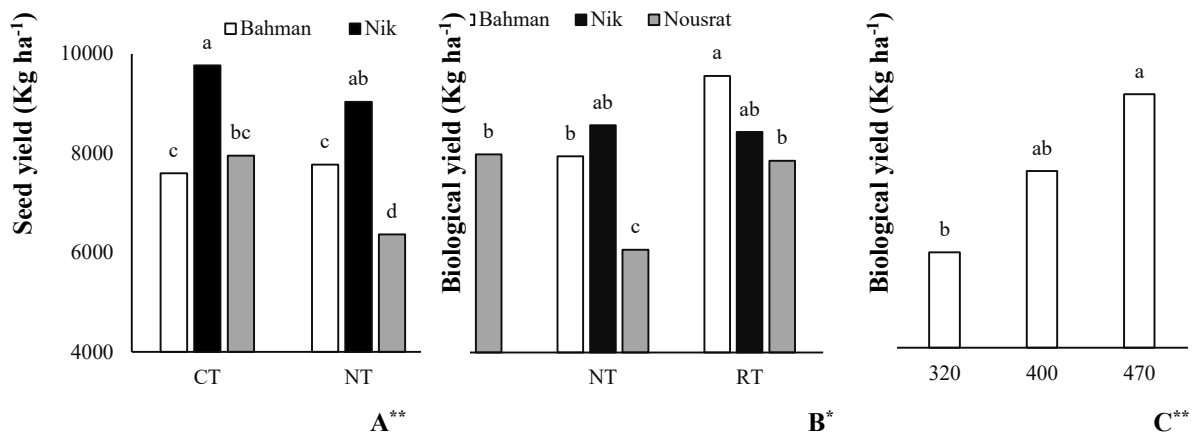 Bahman Nik
Seed yield (Kg ha⁻¹)
10000
8000
6000
4000
c
a
bc
c
ab
d
CT NT
A**
Bahman Nik Nousrat
Biological yield (Kg ha⁻¹)
b
b
ab
c
a
ab
b
NT RT
B*
Biological yield (Kg ha⁻¹)
b
ab
a
320 400 470
C**